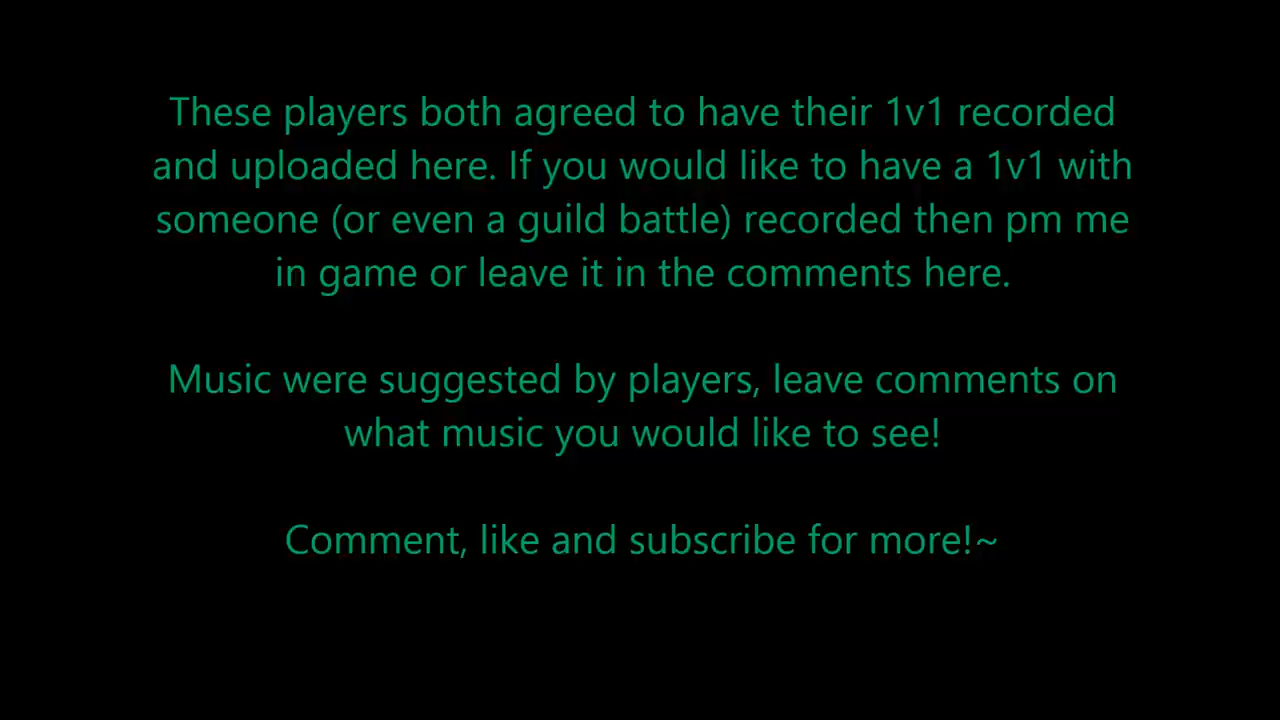 These players both agreed to have their 1v1 recorded
and uploaded here. If you would like to have a 1v1 with
someone (or even a guild battle) recorded then pm me
in game or leave it in the comments here.
Music were suggested by players, leave comments on
what music you would like to see!
Comment, like and subscribe for more!~